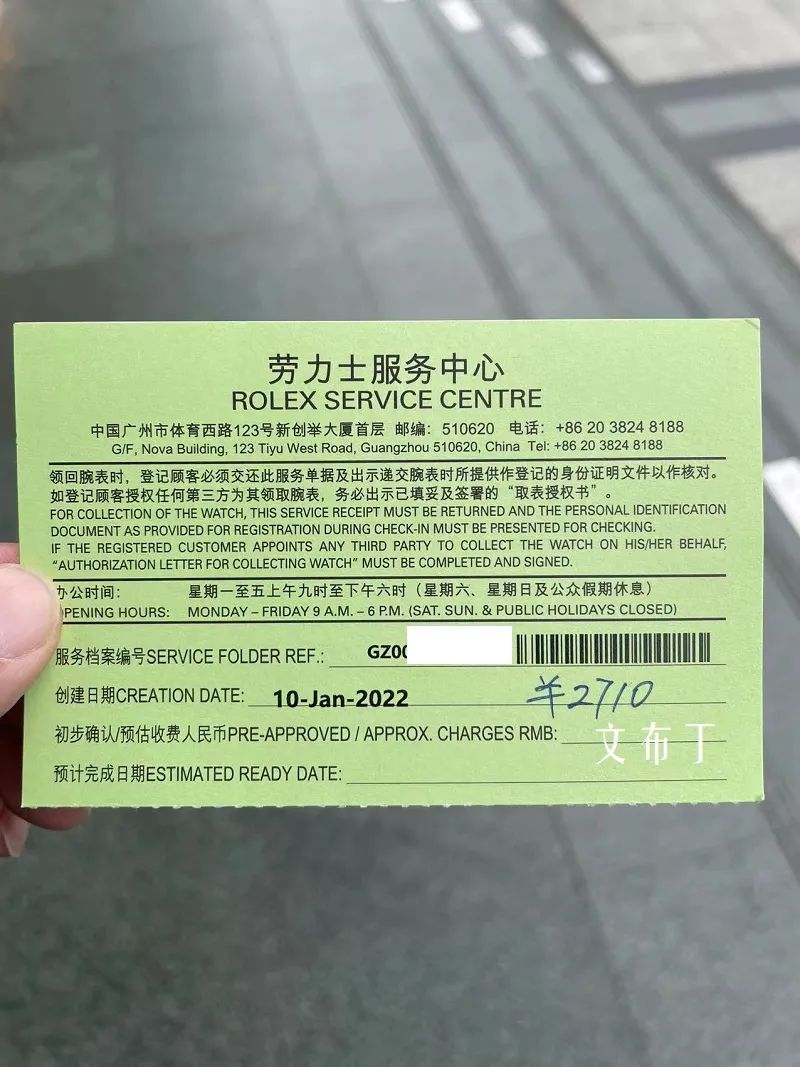 劳力士服务中心
ROLEX SERVICE CENTRE
中国广州市体育西路123号新创举大厦首层 邮编：510620 电话：+86 20 3824 8188
G/F, Nova Building, 123 Tiyu West Road, Guangzhou 510620, China Tel: +86 20 3824 8188
领回腕表时，登记顾客必须交还此服务单据及出示递交腕表时所提供作登记的身份证明文件以作核对。
如登记顾客授权任何第三方为其领取腕表，务必出示已填妥及签署的“取表授权书”。
FOR COLLECTION OF THE WATCH, THIS SERVICE RECEIPT MUST BE RETURNED AND THE PERSONAL IDENTIFICATION
DOCUMENT AS PROVIDED FOR REGISTRATION DURING CHECK-IN MUST BE PRESENTED FOR CHECKING.
IF THE REGISTERED CUSTOMER APPOINTS ANY THIRD PARTY TO COLLECT THE WATCH ON HIS/HER BEHALF,
“AUTHORIZATION LETTER FOR COLLECTING WATCH” MUST BE COMPLETED AND SIGNED.
办公时间： 星期一至五上午九时至下午六时（星期六、星期日及公众假期休息）
OPENING HOURS: MONDAY – FRIDAY 9 A.M. – 6 P.M. (SAT. SUN. & PUBLIC HOLIDAYS CLOSED)
服务档案编号SERVICE FOLDER REF.: GZ00
创建日期CREATION DATE: 10-Jan-2022 ¥2710
初步确认/预估收费人民币PRE-APPROVED / APPROX. CHARGES RMB:
文布丁
预计完成日期ESTIMATED READY DATE: